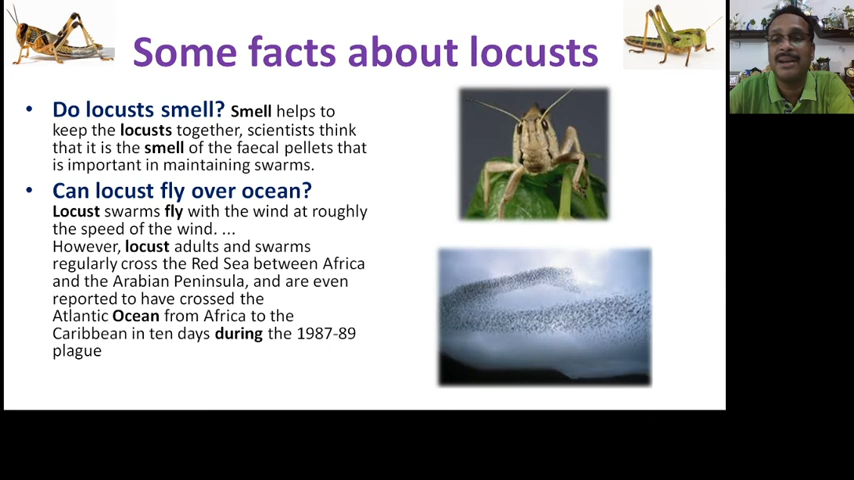 Some facts about locusts
• Do locusts smell? Smell helps to
keep the locusts together, scientists think
that it is the smell of the faecal pellets that
is important in maintaining swarms.
• Can locust fly over ocean?
Locust swarms fly with the wind at roughly
the speed of the wind. ...
However, locust adults and swarms
regularly cross the Red Sea between Africa
and the Arabian Peninsula, and are even
reported to have crossed the
Atlantic Ocean from Africa to the
Caribbean in ten days during the 1987-89
plague